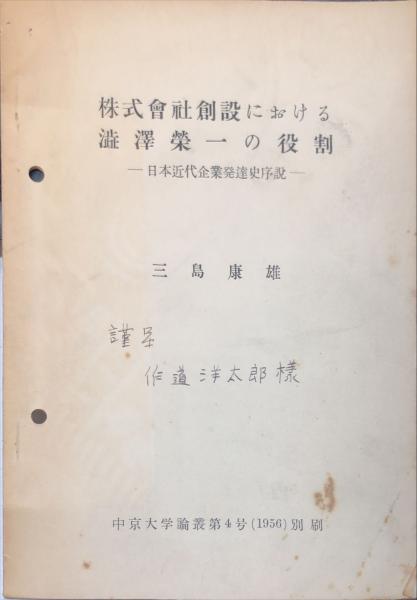 株式會社創設における
澁澤榮一の役割
―日本近代企業発達史序説―
三島康雄
謹呈
作道洋太郎様
中京大学論叢第4号(1956)別刷